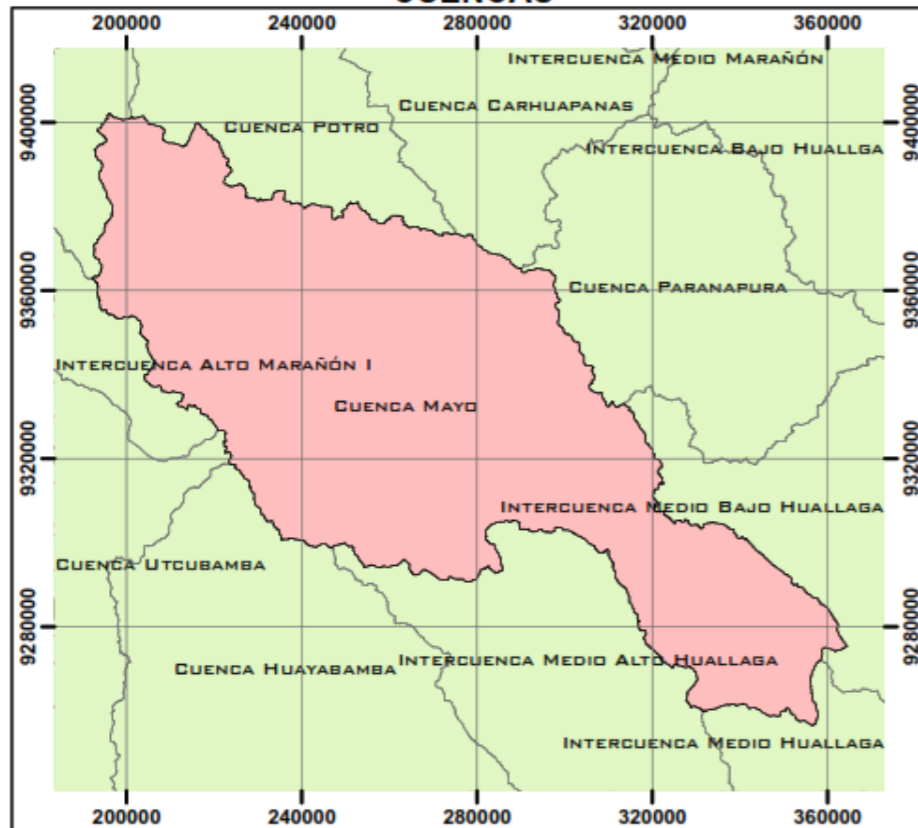 CUENCAS
200000 240000 280000 320000 360000
INTERCUENCA MEDIO MARAÑÓN
CUENCA CARHUAPANAS
9400000 9400000
CUENCA POTRO
INTERCUENCA BAJO HUALLGA
CUENCA PARANAPURA
9360000 9360000
INTERCUENCA ALTO MARAÑÓN I
CUENCA MAYO
9320000 9320000
INTERCUENCA MEDIO BAJO HUALLAGA
CUENCA UTCUBAMBA
9280000 9280000
INTERCUENCA MEDIO ALTO HUALLAGA
CUENCA HUAYABAMBA
INTERCUENCA MEDIO HUALLAGA
200000 240000 280000 320000 360000